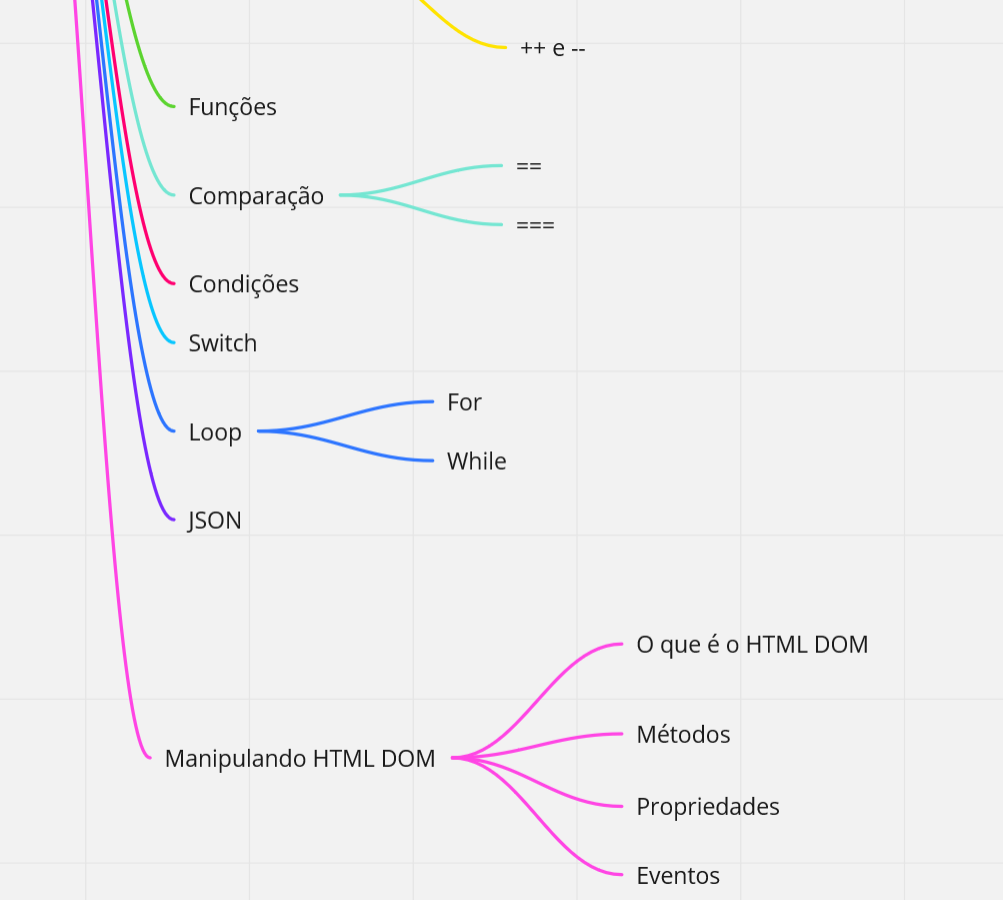 ++ e --
Funções
Comparação
==
===
Condições
Switch
Loop
For
While
JSON
Manipulando HTML DOM
O que é o HTML DOM
Métodos
Propriedades
Eventos